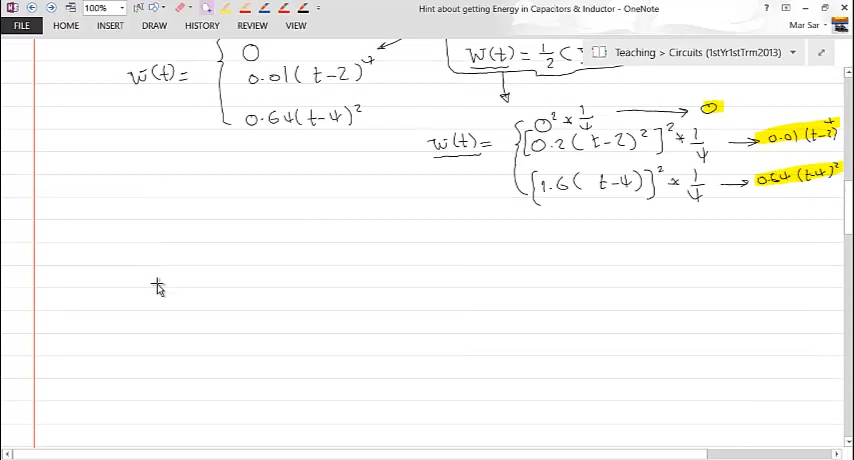 100%
Hint about getting Energy in Capacitors & Inductor - OneNote
FILE HOME INSERT DRAW HISTORY REVIEW VIEW
Mar Sar
Teaching > Circuits (1stYr1stTrm2013)
w(t)=
0
0.01(t-2)⁴
0.64(t-4)²
W(t)=1/2 C
w(t)=
0² * 1/4 → 0
[0.2(t-2)²]² * 1/4 → 0.01(t-2)⁴
[1.6(t-4)]² * 1/4 → 0.64(t-4)²